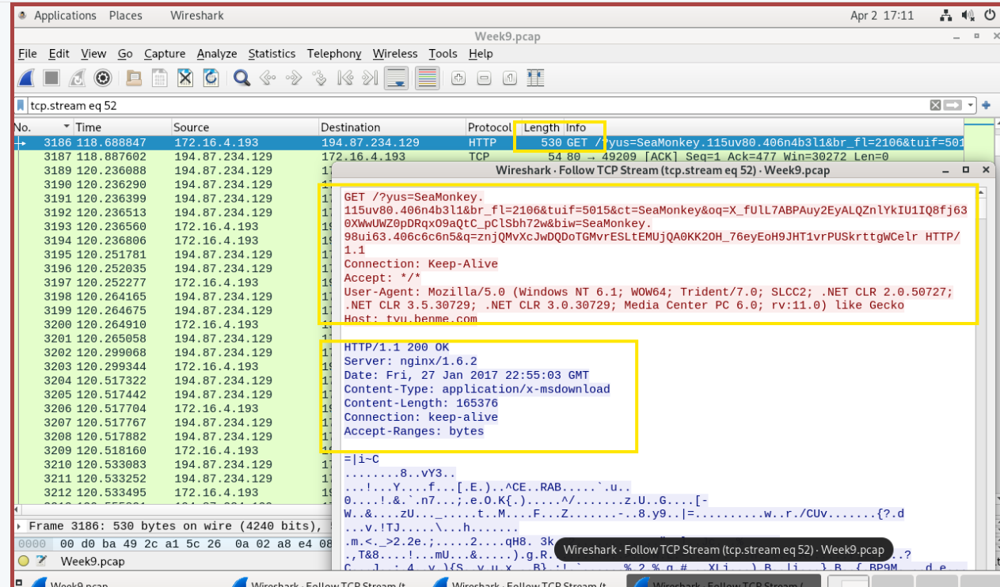 Applications Places Wireshark Apr 2 17:11
Week9.pcap
File Edit View Go Capture Analyze Statistics Telephony Wireless Tools Help
tcp.stream eq 52
No. Time Source Destination Protocol Length Info
3186 118.688847 172.16.4.193 194.87.234.129 HTTP 530 GET /?yus=SeaMonkey.115uv80.406n4b3l1&br_fl=2106&tuif=501
3187 118.887602 194.87.234.129 172.16.4.193 TCP 54 80 → 49209 [ACK] Seq=1 Ack=477 Win=30272 Len=0
3189 120.236088 194.87.234.129 17
3190 120.236290 194.87.234.129 17
3191 120.236399 194.87.234.129 17
3192 120.236513 194.87.234.129 17
3193 120.236560 172.16.4.193 19
3194 120.236806 172.16.4.193 19
3195 120.251781 194.87.234.129 17
3196 120.252035 194.87.234.129 17
3197 120.252277 172.16.4.193 19
3198 120.264165 194.87.234.129 17
3199 120.264675 194.87.234.129 17
3200 120.264910 172.16.4.193 19
3201 120.265058 194.87.234.129 17
3202 120.299068 194.87.234.129 17
3203 120.299344 172.16.4.193 19
3204 120.517322 194.87.234.129 17
3205 120.517442 194.87.234.129 17
3206 120.517704 172.16.4.193 19
3207 120.517767 194.87.234.129 17
3208 120.517882 194.87.234.129 17
3209 120.518160 172.16.4.193 19
3210 120.533083 194.87.234.129 17
3211 120.533252 194.87.234.129 17
3212 120.533495 172.16.4.193 19
Frame 3186: 530 bytes on wire (4240 bits),
0000 00 d0 ba 49 2c a1 5c 26 0a 02 a8 e4 08
Week9.pcap
Wireshark · Follow TCP Stream (tcp.stream eq 52) · Week9.pcap
GET /?yus=SeaMonkey.
115uv80.406n4b3l1&br_fl=2106&tuif=5015&ct=SeaMonkey&oq=X_fUlL7ABPAuy2EyALQZnlYkIU1IQ8fj63
0XWwUWZ0pDRqxO9aQtC_pClSbh72w&biw=SeaMonkey.
98ui63.406c6c6n5&q=znjQMvXcJwDQDoTGMvrESLtEMUjQA0KK2OH_76eyEoH9JHT1vrPUSkrttgWCelr HTTP/
1.1
Connection: Keep-Alive
Accept: */*
User-Agent: Mozilla/5.0 (Windows NT 6.1; WOW64; Trident/7.0; SLCC2; .NET CLR 2.0.50727;
.NET CLR 3.5.30729; .NET CLR 3.0.30729; Media Center PC 6.0; rv:11.0) like Gecko
Host: tyu.benme.com
HTTP/1.1 200 OK
Server: nginx/1.6.2
Date: Fri, 27 Jan 2017 22:55:03 GMT
Content-Type: application/x-msdownload
Content-Length: 165376
Connection: keep-alive
Accept-Ranges: bytes
=|i~C
........8..vY3..
...!...Y....f...[.E.)..^CE..RAB.....`.u..
0....!.&.`.n7...;.e.O.K{.).....^/.......z.U..G....[-
W..&....zU..._.....t..M....F...Z.......-..8.y9..|=..........w..r./CUv.......{?.d
...v.!TJ.....\...h.......
.m.<._>2.2e.;.....2....qH8. 3k
.,T&8....!...mU...&.....).g.R.
Wireshark · Follow TCP Stream (tcp.stream eq 52) · Week9.pcap
Week9.pcap Wireshark · Follow TCP Stream (t Wireshark · Follow TCP Stream (t Wireshark · Follow TCP Stream (